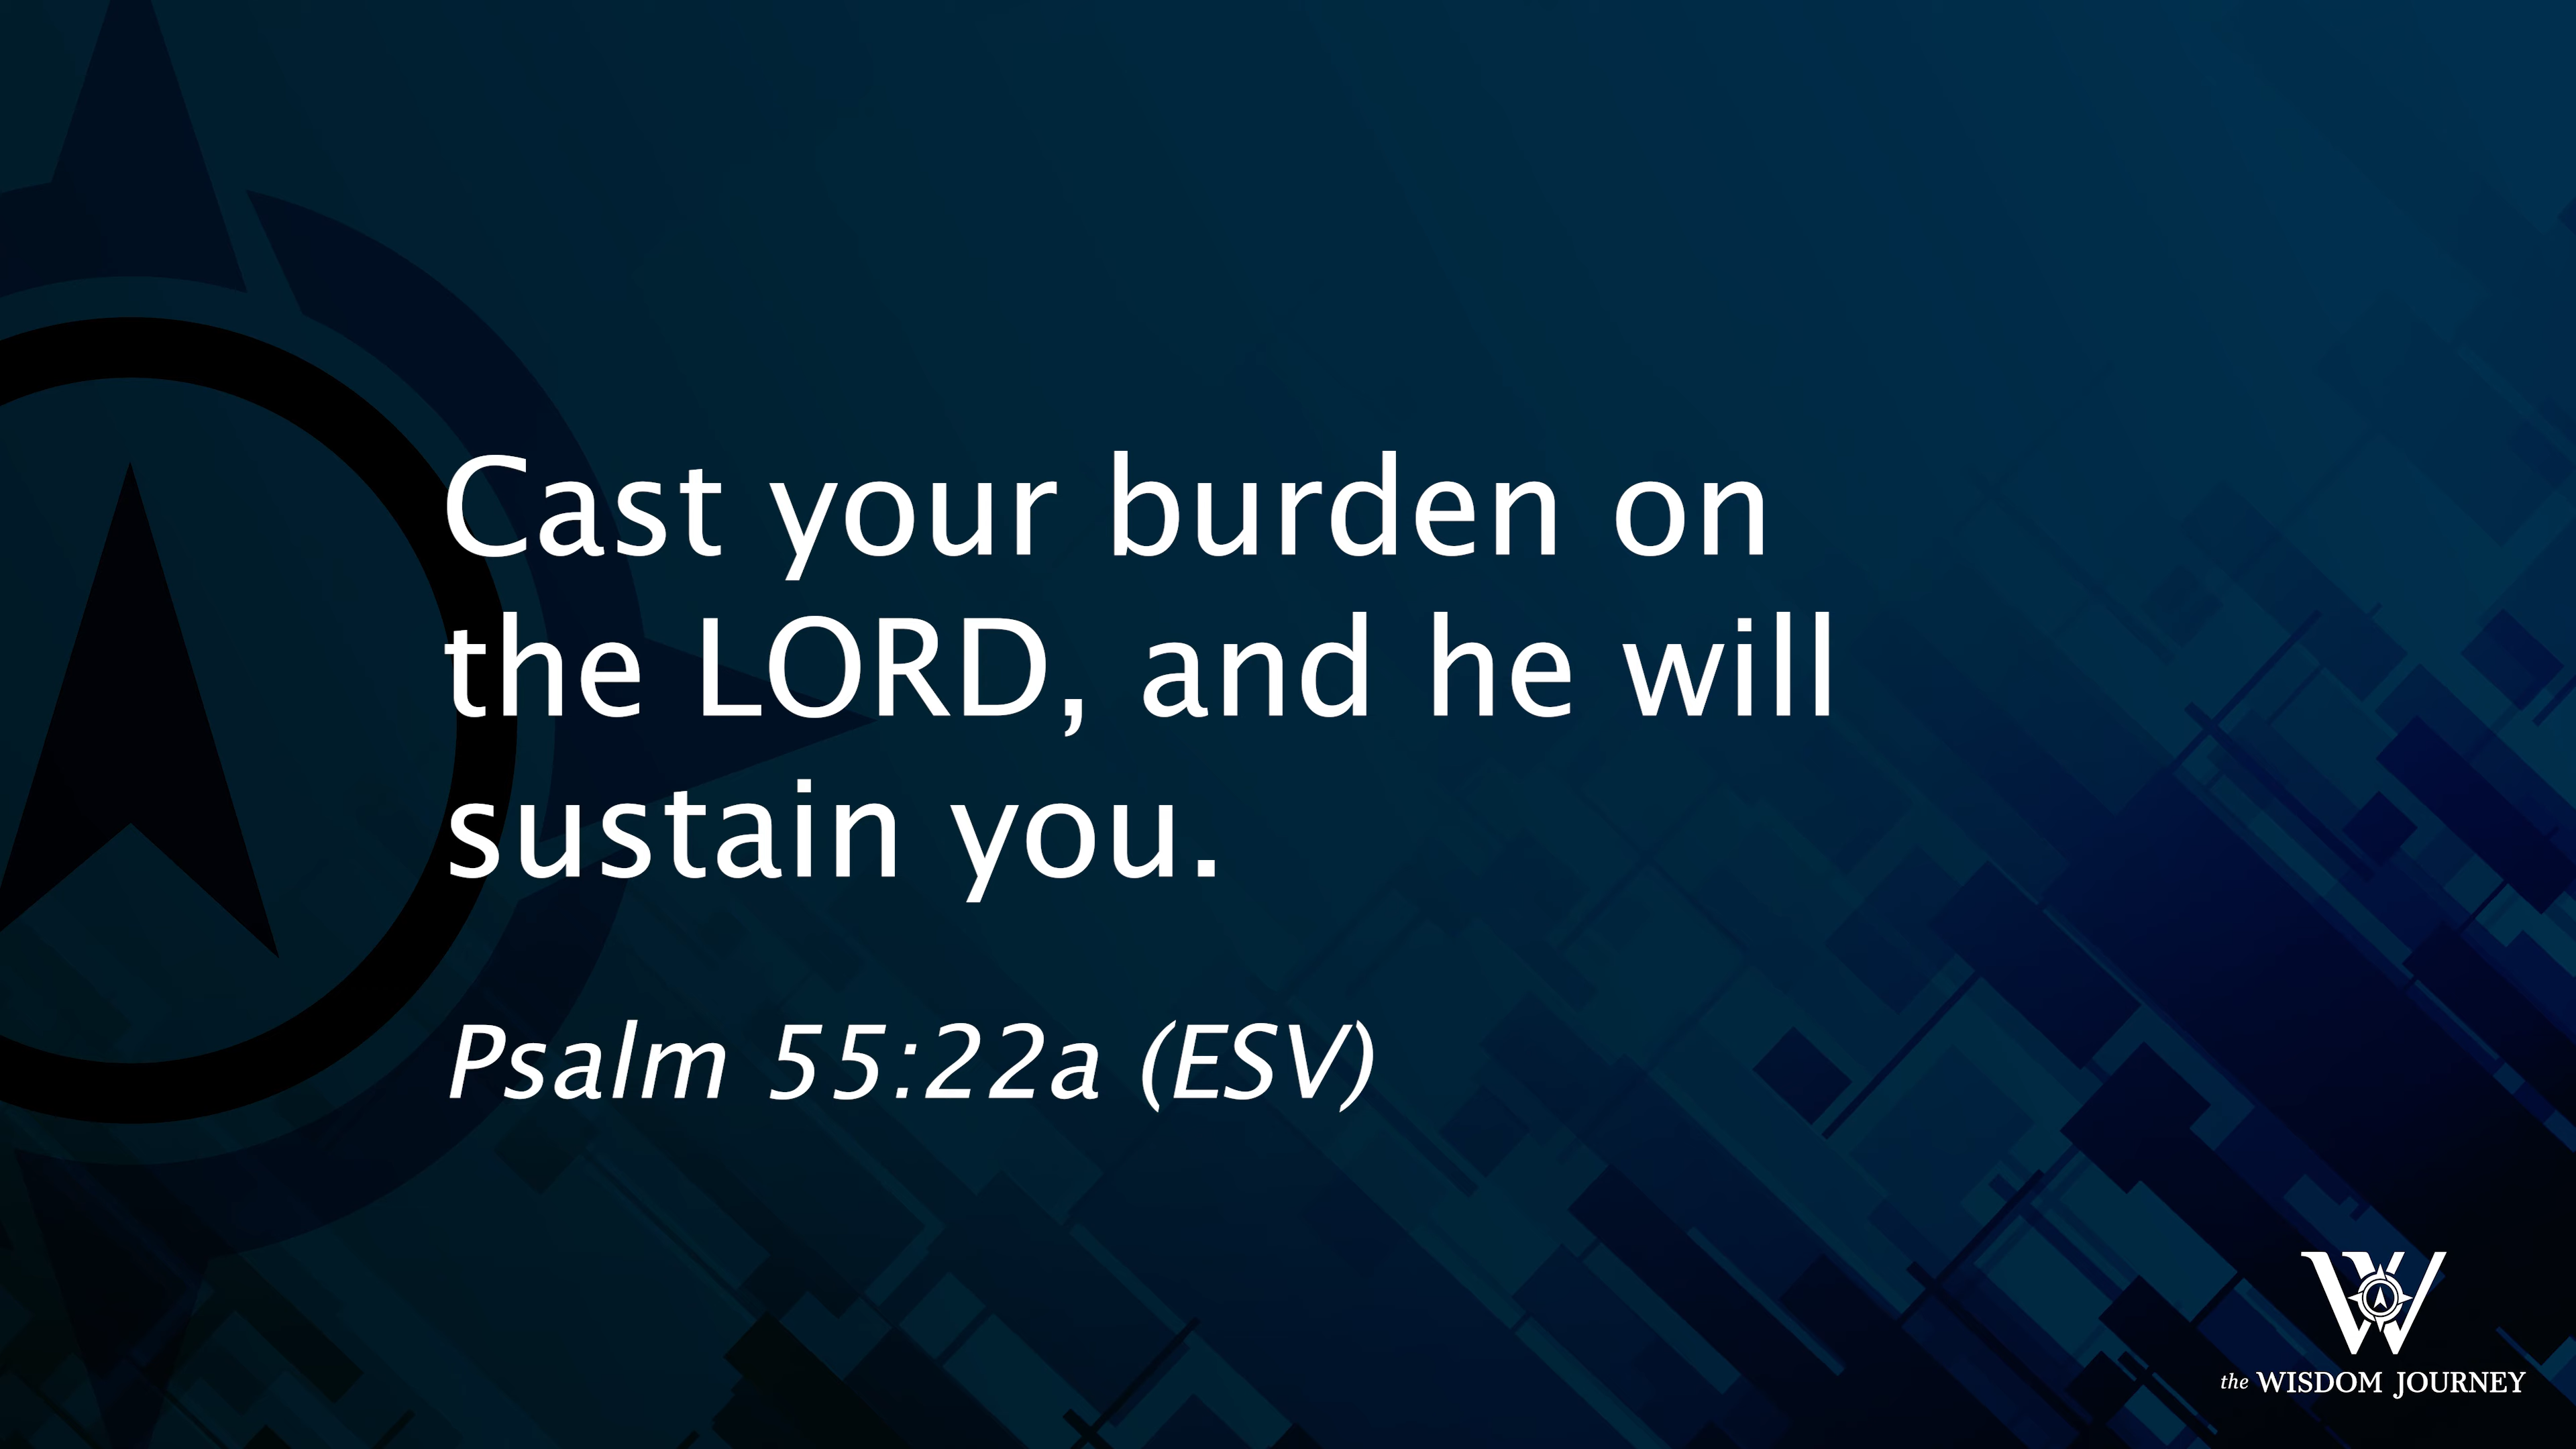 Cast your burden on
the LORD, and he will
sustain you.
Psalm 55:22a (ESV)
W
the WISDOM JOURNEY